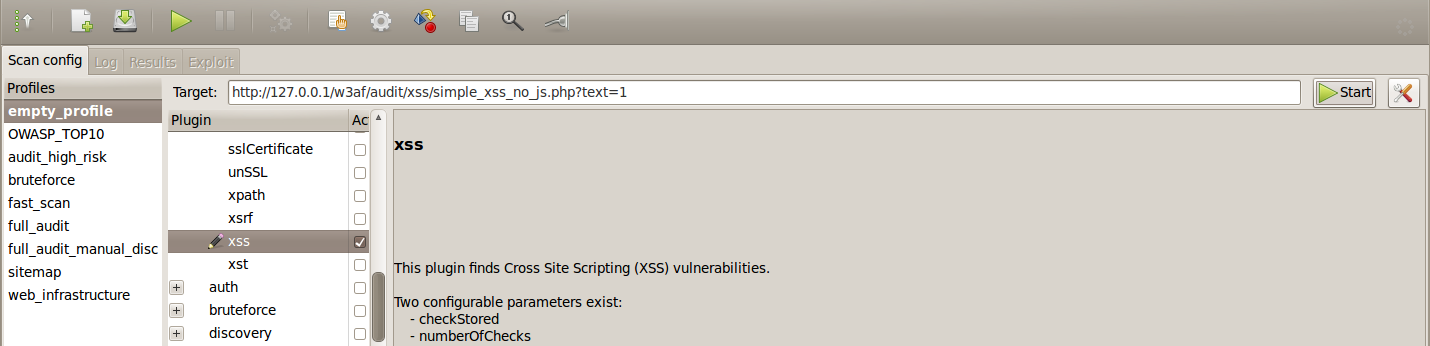 Scan config Log Results Exploit
Profiles
empty_profile
OWASP_TOP10
audit_high_risk
bruteforce
fast_scan
full_audit
full_audit_manual_disc
sitemap
web_infrastructure
Target: http://127.0.0.1/w3af/audit/xss/simple_xss_no_js.php?text=1 Start
Plugin Act
sslCertificate
unSSL
xpath
xsrf
xss
xst
auth
bruteforce
discovery
xss
This plugin finds Cross Site Scripting (XSS) vulnerabilities.
Two configurable parameters exist:
- checkStored
- numberOfChecks